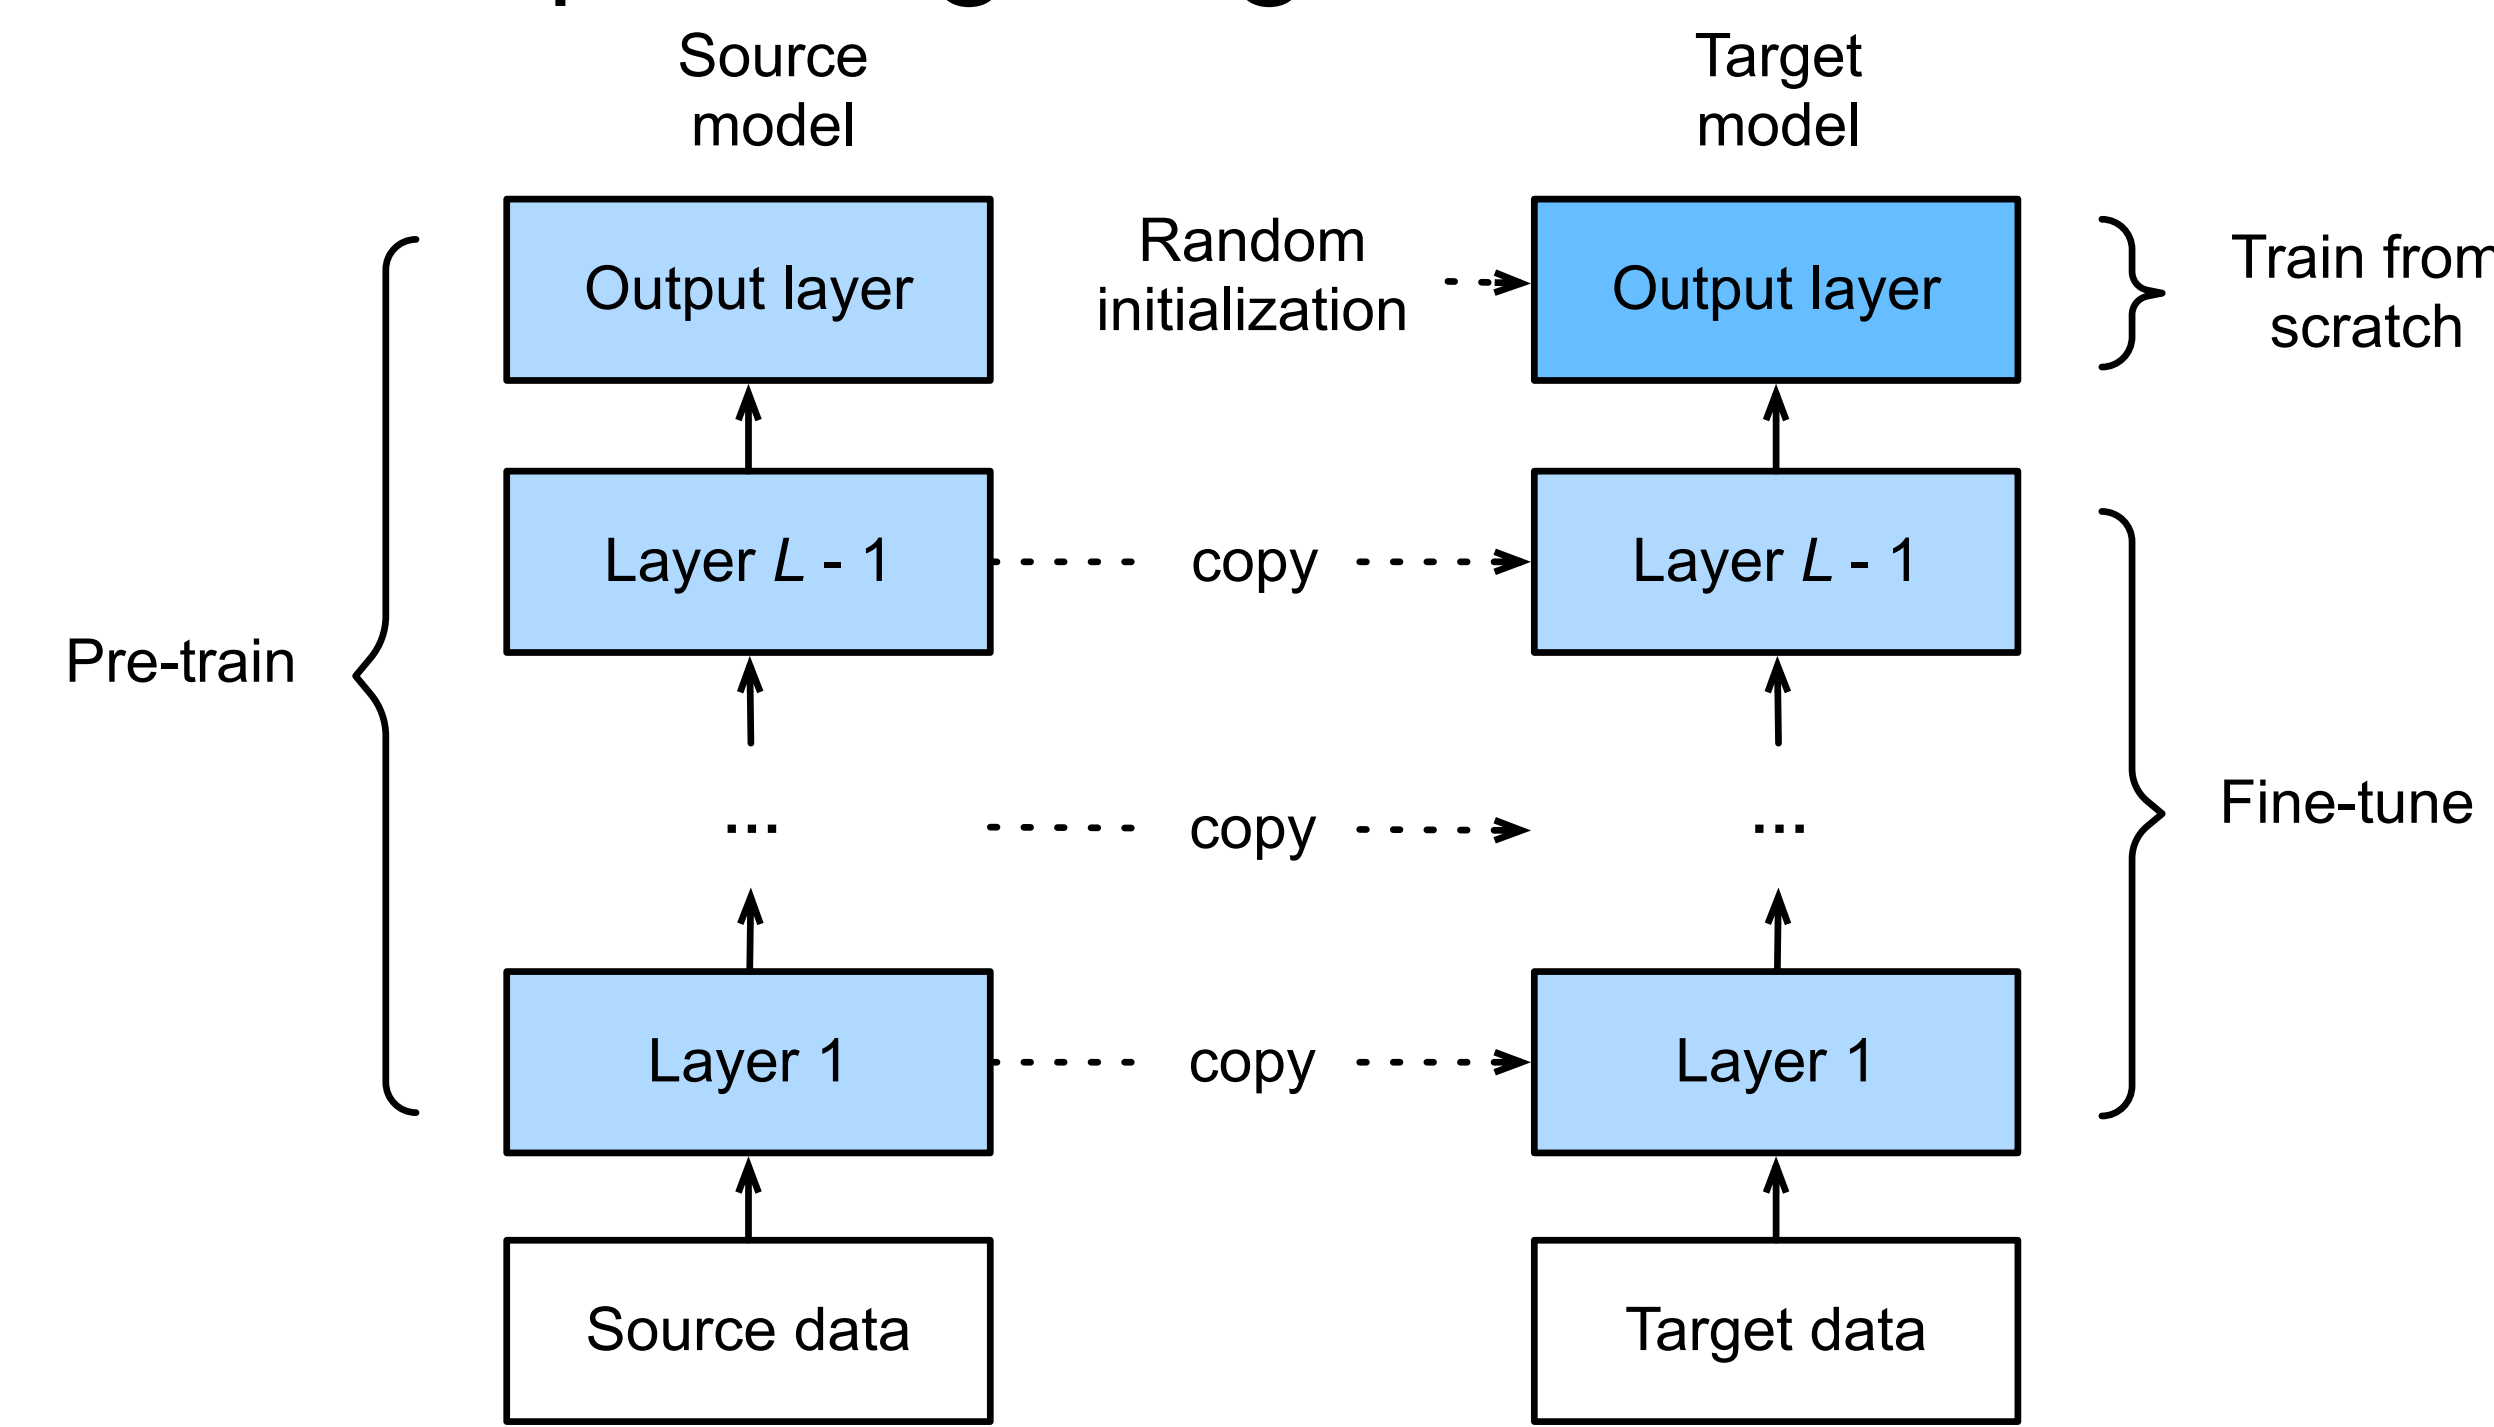 Source
model
Target
model
Output layer
Random
initialization
Output layer
Train from
scratch
Layer L - 1
copy
Layer L - 1
Pre-train
...
copy
...
Fine-tune
Layer 1
copy
Layer 1
Source data
Target data